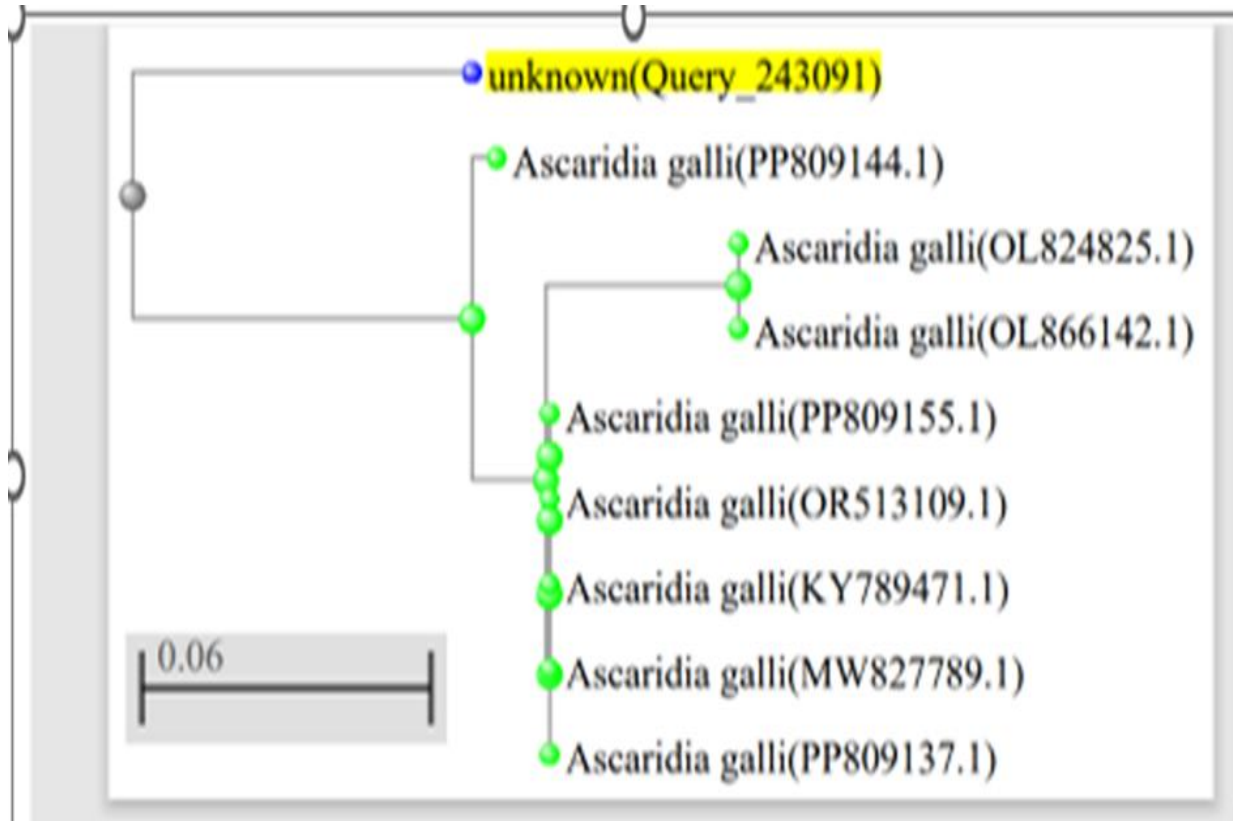 unknown(Query_243091)
Ascaridia galli(PP809144.1)
Ascaridia galli(OL824825.1)
Ascaridia galli(OL866142.1)
Ascaridia galli(PP809155.1)
Ascaridia galli(OR513109.1)
Ascaridia galli(KY789471.1)
0.06
Ascaridia galli(MW827789.1)
Ascaridia galli(PP809137.1)